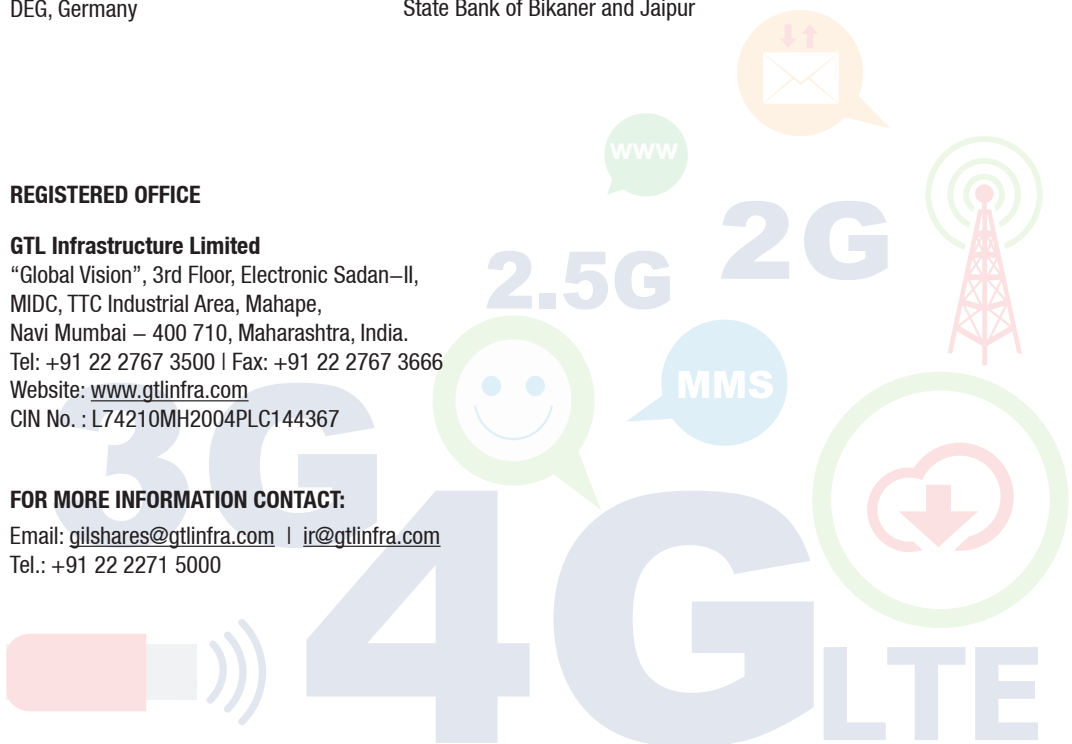 DEG, Germany
State Bank of Bikaner and Jaipur
REGISTERED OFFICE
GTL Infrastructure Limited
“Global Vision”, 3rd Floor, Electronic Sadan–II,
MIDC, TTC Industrial Area, Mahape,
Navi Mumbai – 400 710, Maharashtra, India.
Tel: +91 22 2767 3500 | Fax: +91 22 2767 3666
Website: www.gtlinfra.com
CIN No. : L74210MH2004PLC144367
FOR MORE INFORMATION CONTACT:
Email: gilshares@gtlinfra.com | ir@gtlinfra.com
Tel.: +91 22 2271 5000
www
2G
2.5G
MMS
3G
4G
LTE